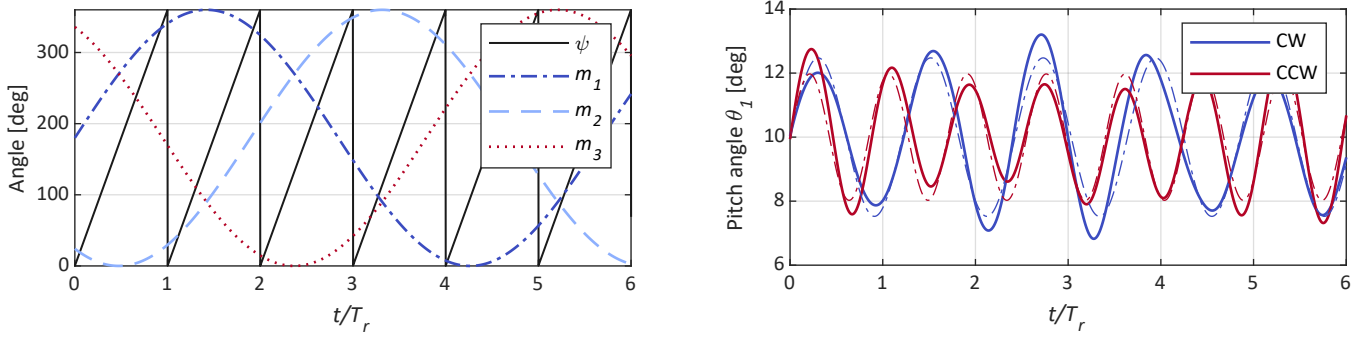 Angle [deg]
300
200
100
0
0 1 2 3 4 5 6
t/T_r
ψ
m_1
m_2
m_3
Pitch angle θ_1 [deg]
14
12
10
8
6
0 1 2 3 4 5 6
t/T_r
CW
CCW